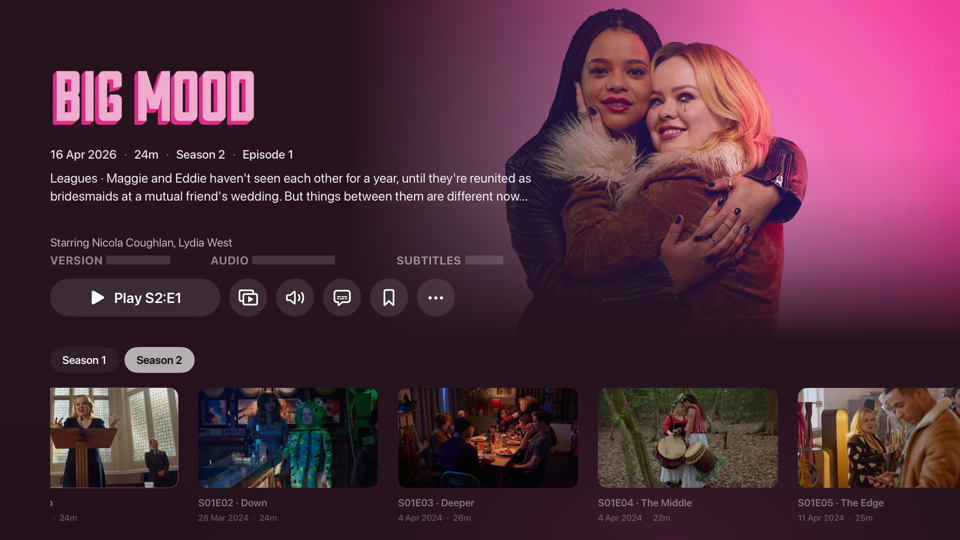 BIG MOOD
16 Apr 2026 · 24m · Season 2 · Episode 1
Leagues · Maggie and Eddie haven't seen each other for a year, until they're reunited as
bridesmaids at a mutual friend's wedding. But things between them are different now...
Starring Nicola Coughlan, Lydia West
VERSION AUDIO SUBTITLES
Play S2:E1
Season 1 Season 2
S01E02 · Down S01E03 · Deeper S01E04 · The Middle S01E05 · The Edge
· 24m 28 Mar 2024 · 24m 4 Apr 2024 · 26m 4 Apr 2024 · 22m 11 Apr 2024 · 25m